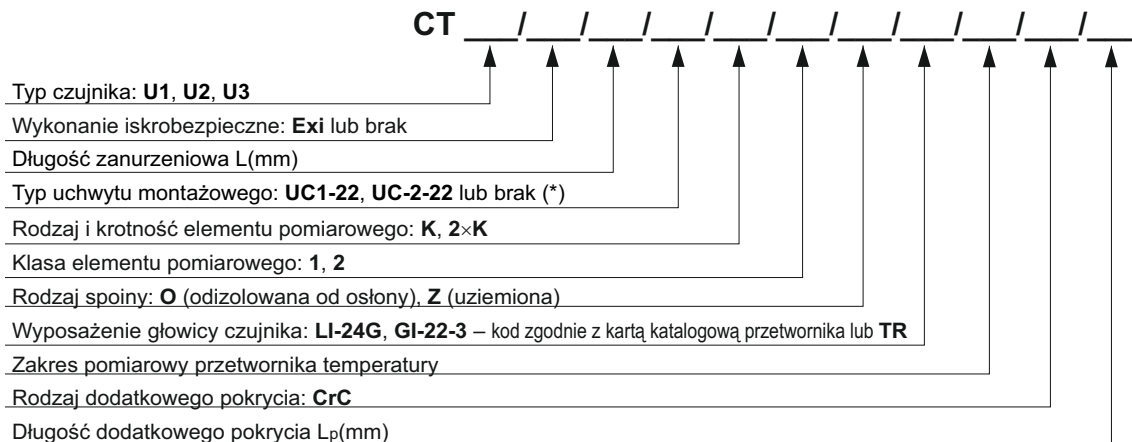 CT ___/___/___/___/___/___/___/___/___/___/___
Typ czujnika: U1, U2, U3
Wykonanie iskrobezpieczne: Exi lub brak
Długość zanurzeniowa L(mm)
Typ uchwytu montażowego: UC1-22, UC-2-22 lub brak (*)
Rodzaj i krotność elementu pomiarowego: K, 2×K
Klasa elementu pomiarowego: 1, 2
Rodzaj spoiny: O (odizolowana od osłony), Z (uziemiona)
Wyposażenie głowicy czujnika: LI-24G, GI-22-3 – kod zgodnie z kartą katalogową przetwornika lub TR
Zakres pomiarowy przetwornika temperatury
Rodzaj dodatkowego pokrycia: CrC
Długość dodatkowego pokrycia Lp(mm)